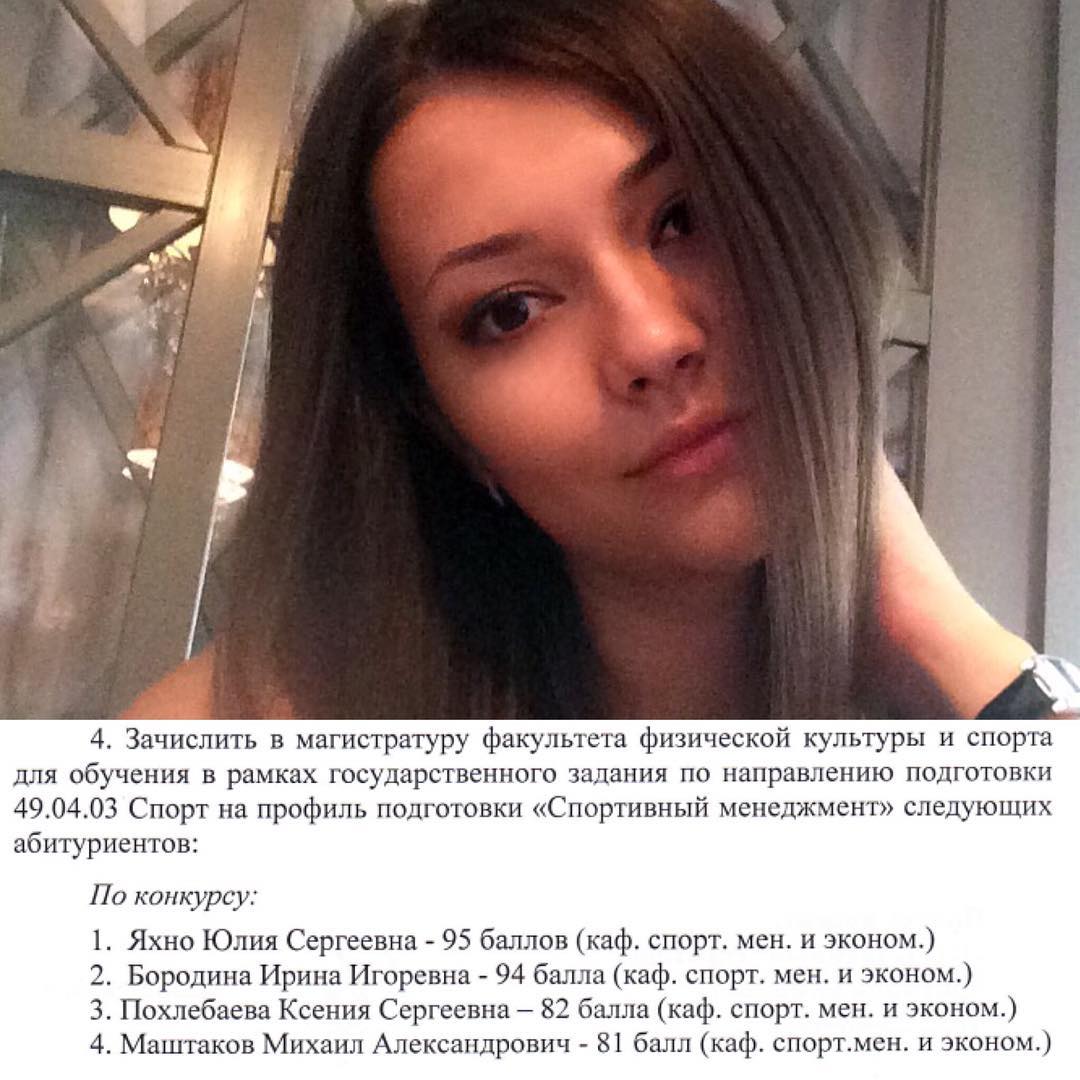 4. Зачислить в магистратуру факультета физической культуры и спорта
для обучения в рамках государственного задания по направлению подготовки
49.04.03 Спорт на профиль подготовки «Спортивный менеджмент» следующих
абитуриентов:
По конкурсу:
1. Яхно Юлия Сергеевна - 95 баллов (каф. спорт. мен. и эконом.)
2. Бородина Ирина Игоревна - 94 балла (каф. спорт. мен. и эконом.)
3. Похлебаева Ксения Сергеевна – 82 балла (каф. спорт. мен. и эконом.)
4. Маштаков Михаил Александрович - 81 балл (каф. спорт.мен. и эконом.)